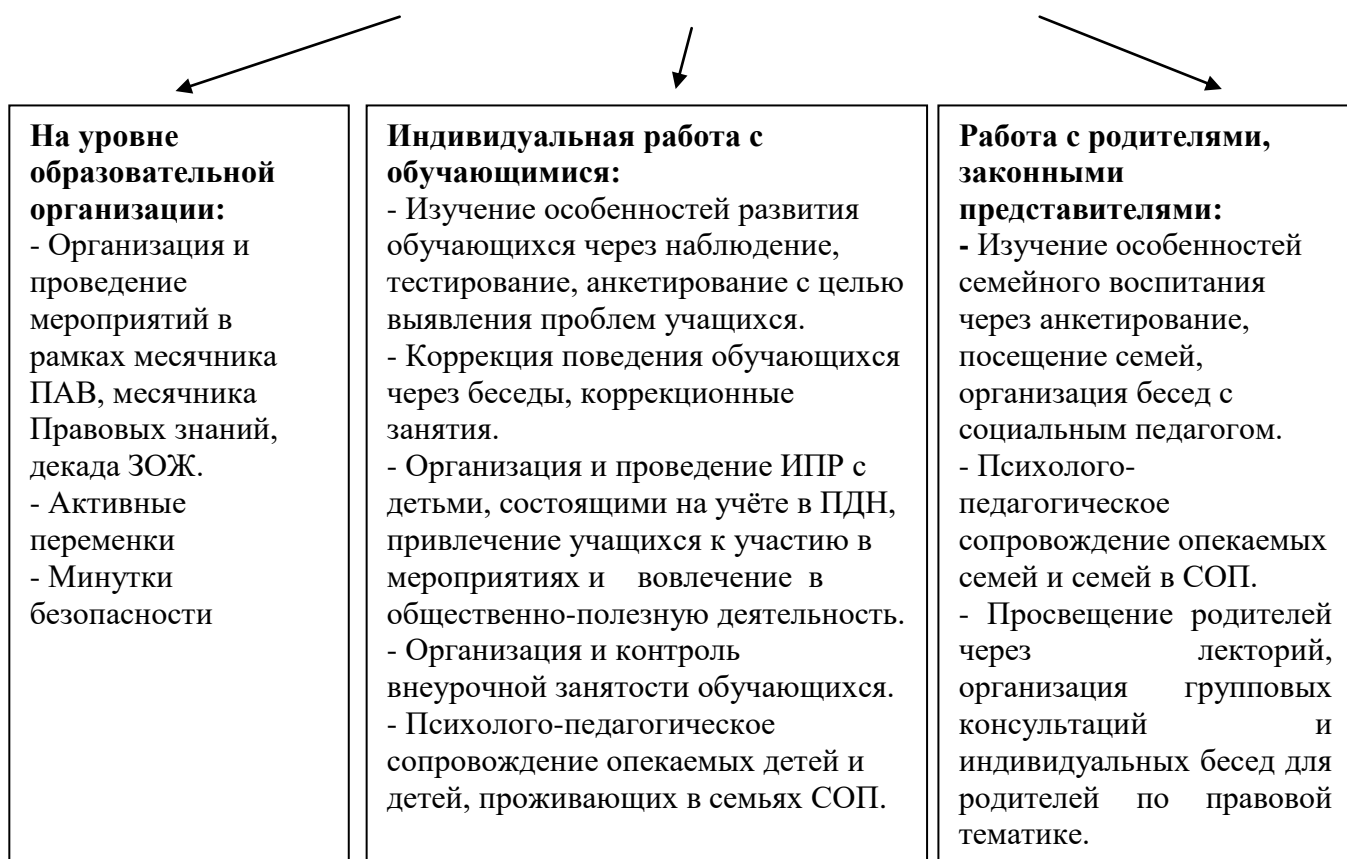 На уровне
образовательной
организации:
- Организация и
проведение
мероприятий в
рамках месячника
ПАВ, месячника
Правовых знаний,
декада ЗОЖ.
- Активные
переменки
- Минутки
безопасности
Индивидуальная работа с
обучающимися:
- Изучение особенностей развития
обучающихся через наблюдение,
тестирование, анкетирование с целью
выявления проблем учащихся.
- Коррекция поведения обучающихся
через беседы, коррекционные
занятия.
- Организация и проведение ИПР с
детьми, состоящими на учёте в ПДН,
привлечение учащихся к участию в
мероприятиях и вовлечение в
общественно-полезную деятельность.
- Организация и контроль
внеурочной занятости обучающихся.
- Психолого-педагогическое
сопровождение опекаемых детей и
детей, проживающих в семьях СОП.
Работа с родителями,
законными
представителями:
- Изучение особенностей
семейного воспитания
через анкетирование,
посещение семей,
организация бесед с
социальным педагогом.
- Психолого-
педагогическое
сопровождение опекаемых
семей и семей в СОП.
- Просвещение родителей
через лекторий,
организация групповых
консультаций и
индивидуальных бесед для
родителей по правовой
тематике.